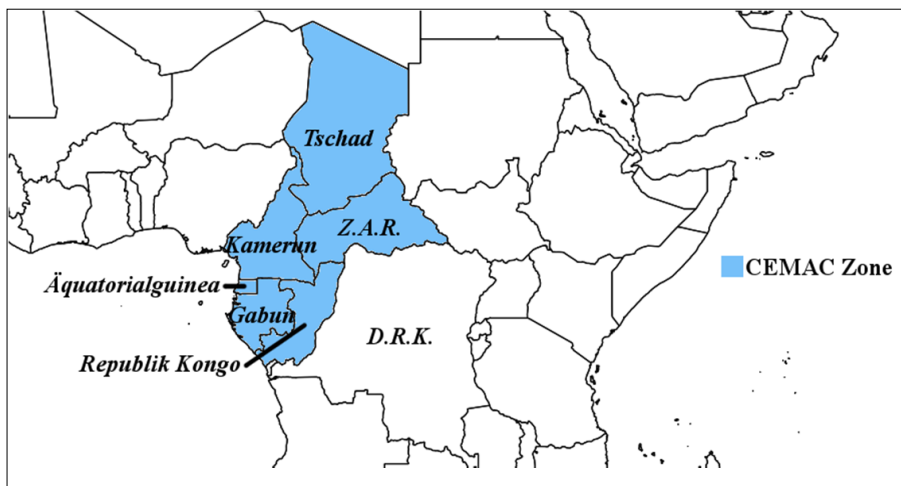 Tschad
Z.A.R.
Kamerun
CEMAC Zone
Äquatorialguinea
Gabun
D.R.K.
Republik Kongo